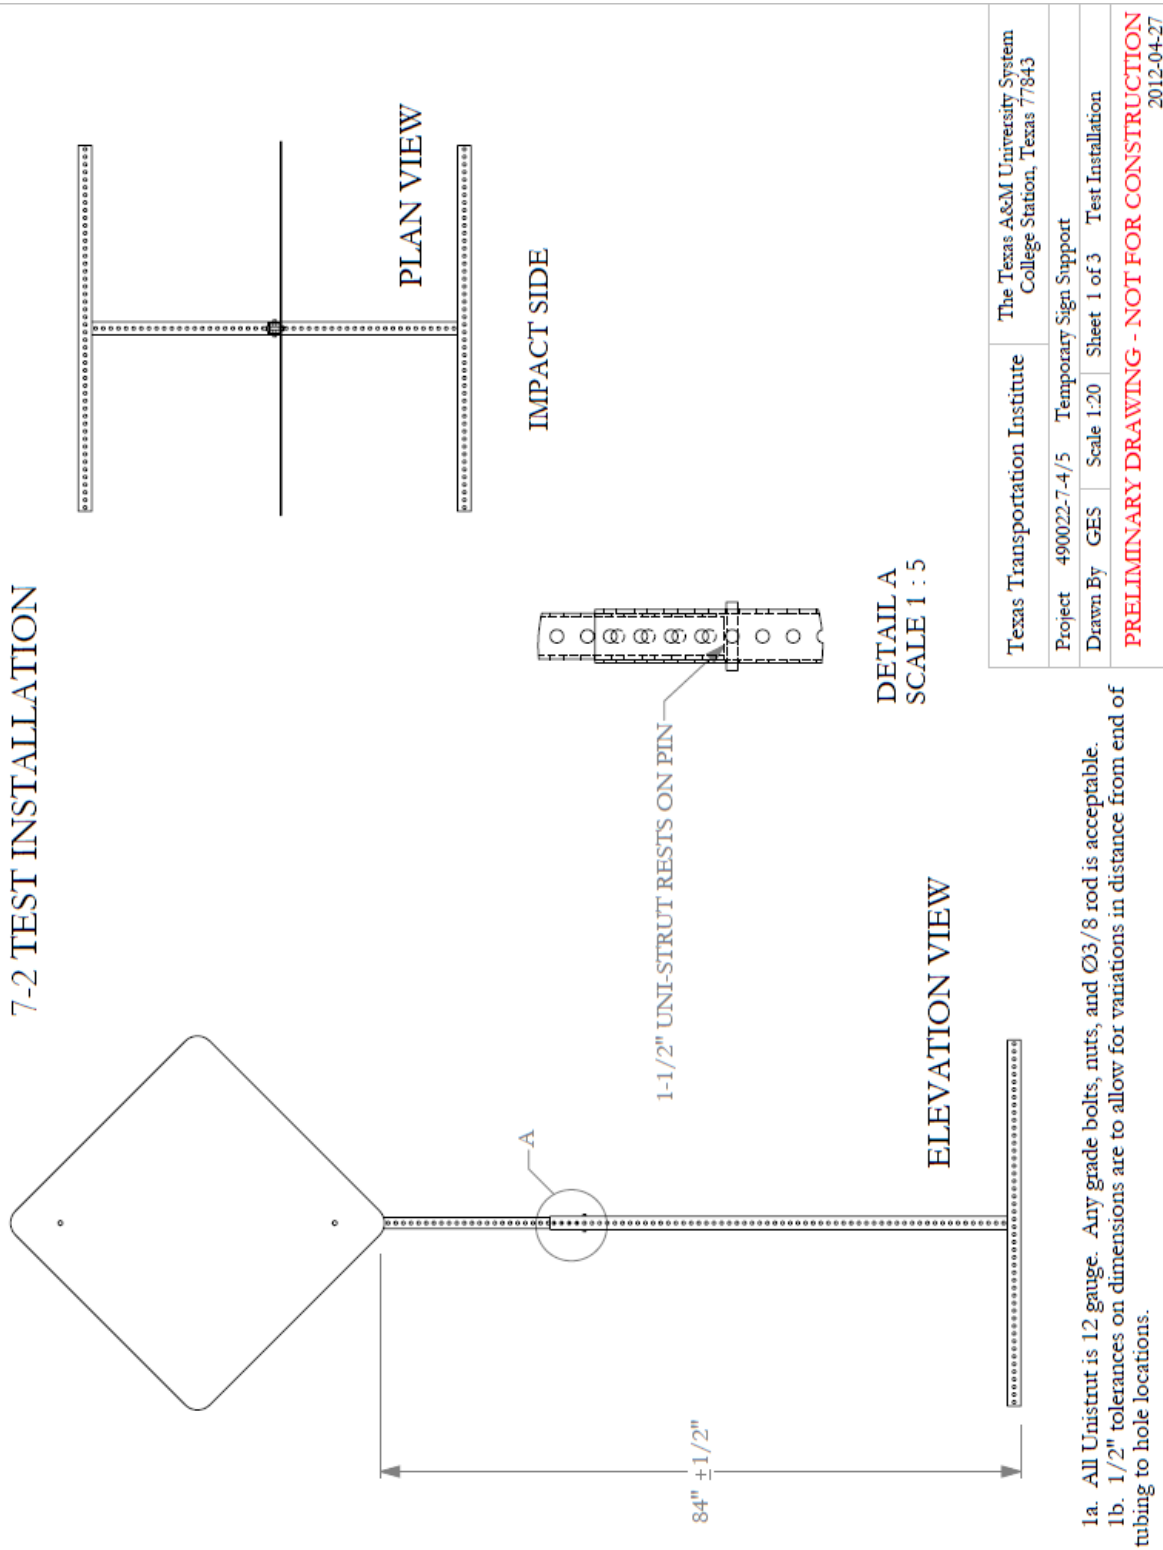 7-2 TEST INSTALLATION
PLAN VIEW
IMPACT SIDE
A
84" ±1/2"
1-1/2" UNI-STRUT RESTS ON PIN
ELEVATION VIEW
DETAIL A
SCALE 1 : 5
1a. All Unistrut is 12 gauge. Any grade bolts, nuts, and Ø3/8 rod is acceptable.
1b. 1/2" tolerances on dimensions are to allow for variations in distance from end of
tubing to hole locations.
Texas Transportation Institute
The Texas A&M University System
College Station, Texas 77843
Project 490022-7-4/5 Temporary Sign Support
Drawn By GES Scale 1:20 Sheet 1 of 3 Test Installation
PRELIMINARY DRAWING - NOT FOR CONSTRUCTION
2012-04-27